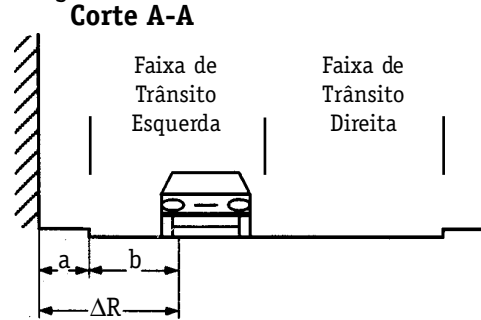 Corte A-A
Faixa de
Trânsito
Esquerda
Faixa de
Trânsito
Direita
a
b
ΔR